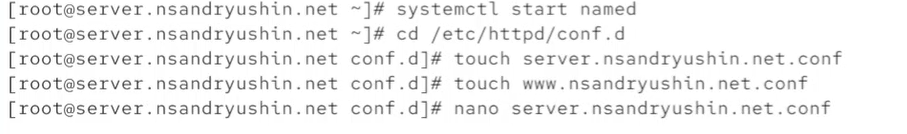 [root@server.nsandryushin.net ~]# systemctl start named
[root@server.nsandryushin.net ~]# cd /etc/httpd/conf.d
[root@server.nsandryushin.net conf.d]# touch server.nsandryushin.net.conf
[root@server.nsandryushin.net conf.d]# touch www.nsandryushin.net.conf
[root@server.nsandryushin.net conf.d]# nano server.nsandryushin.net.conf